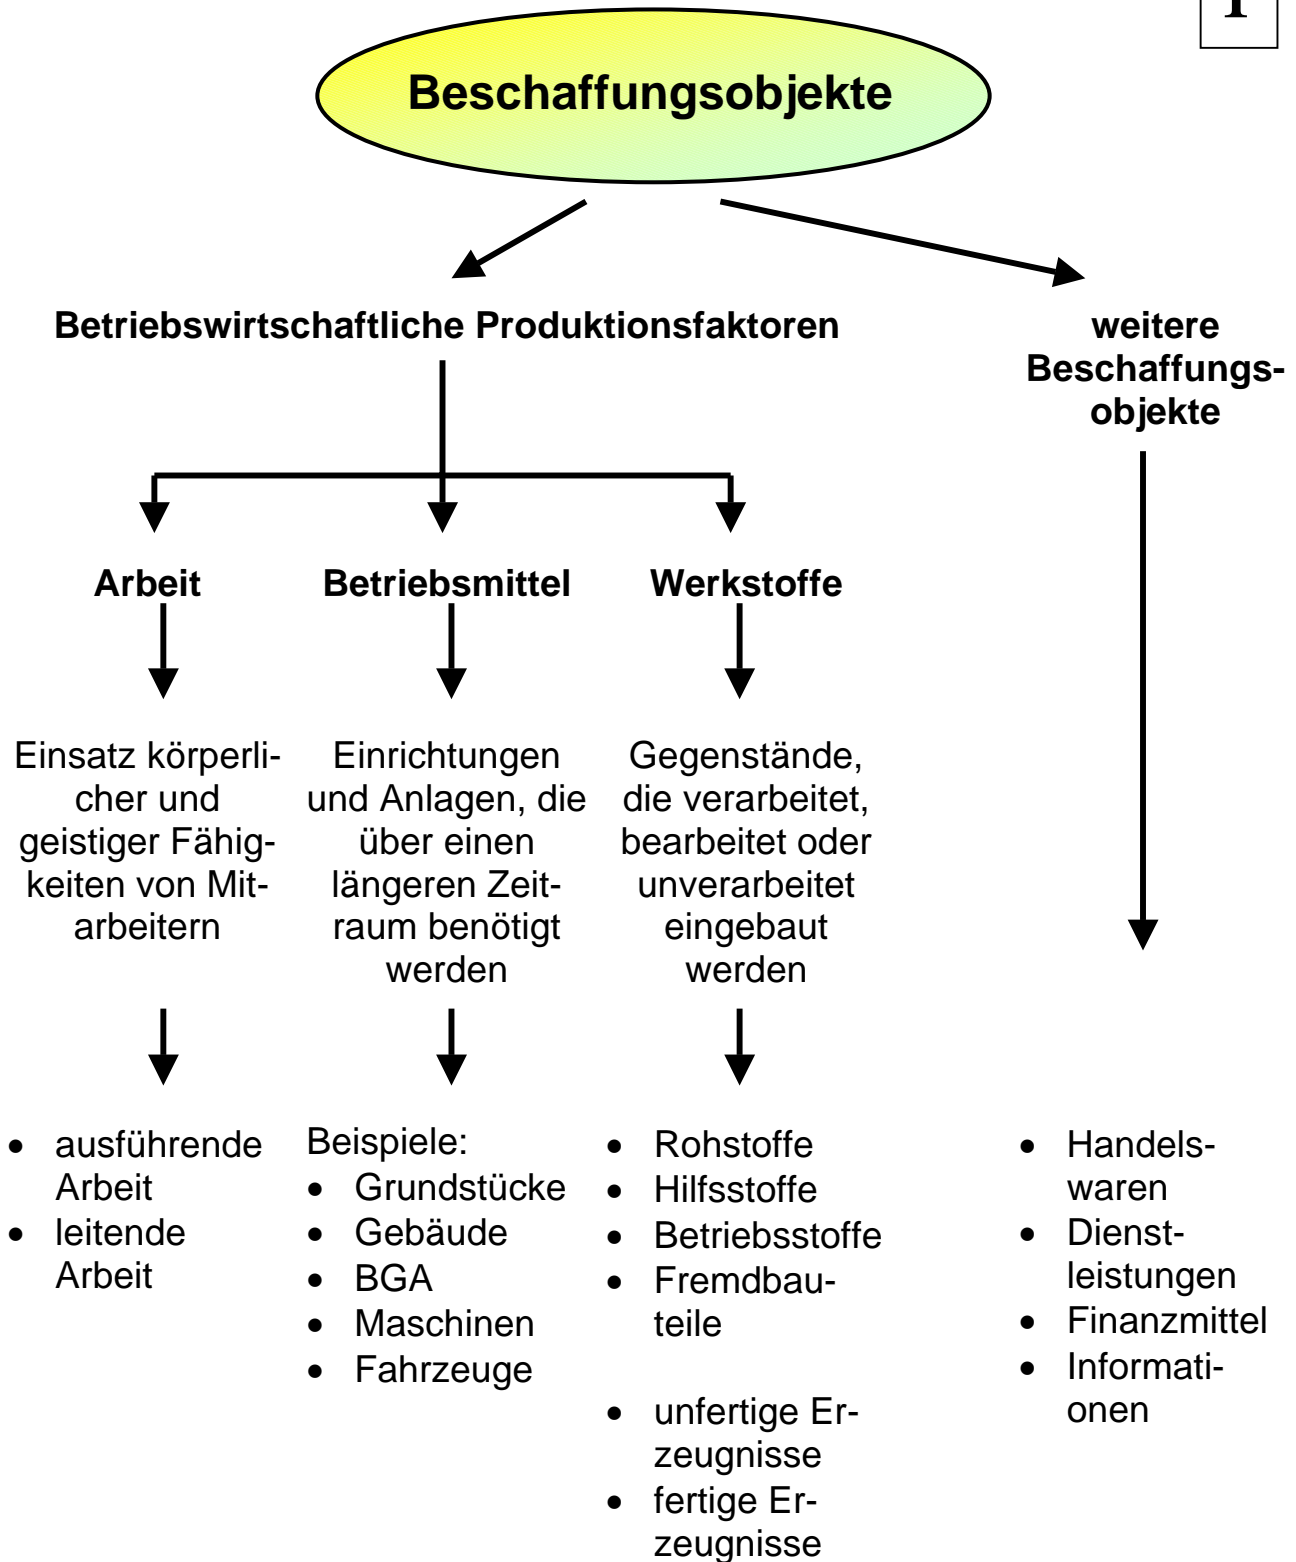 1
Beschaffungsobjekte
Betriebswirtschaftliche Produktionsfaktoren
weitere
Beschaffungs-
objekte
Arbeit
Betriebsmittel
Werkstoffe
Einsatz körperli-
cher und
geistiger Fähig-
keiten von Mit-
arbeitern
Einrichtungen
und Anlagen, die
über einen
längeren Zeit-
raum benötigt
werden
Gegenstände,
die verarbeitet,
bearbeitet oder
unverarbeitet
eingebaut
werden
• ausführende
Arbeit
• leitende
Arbeit
Beispiele:
• Grundstücke
• Gebäude
• BGA
• Maschinen
• Fahrzeuge
• Rohstoffe
• Hilfsstoffe
• Betriebsstoffe
• Fremdbau-
teile
• unfertige Er-
zeugnisse
• fertige Er-
zeugnisse
• Handels-
waren
• Dienst-
leistungen
• Finanzmittel
• Informati-
onen